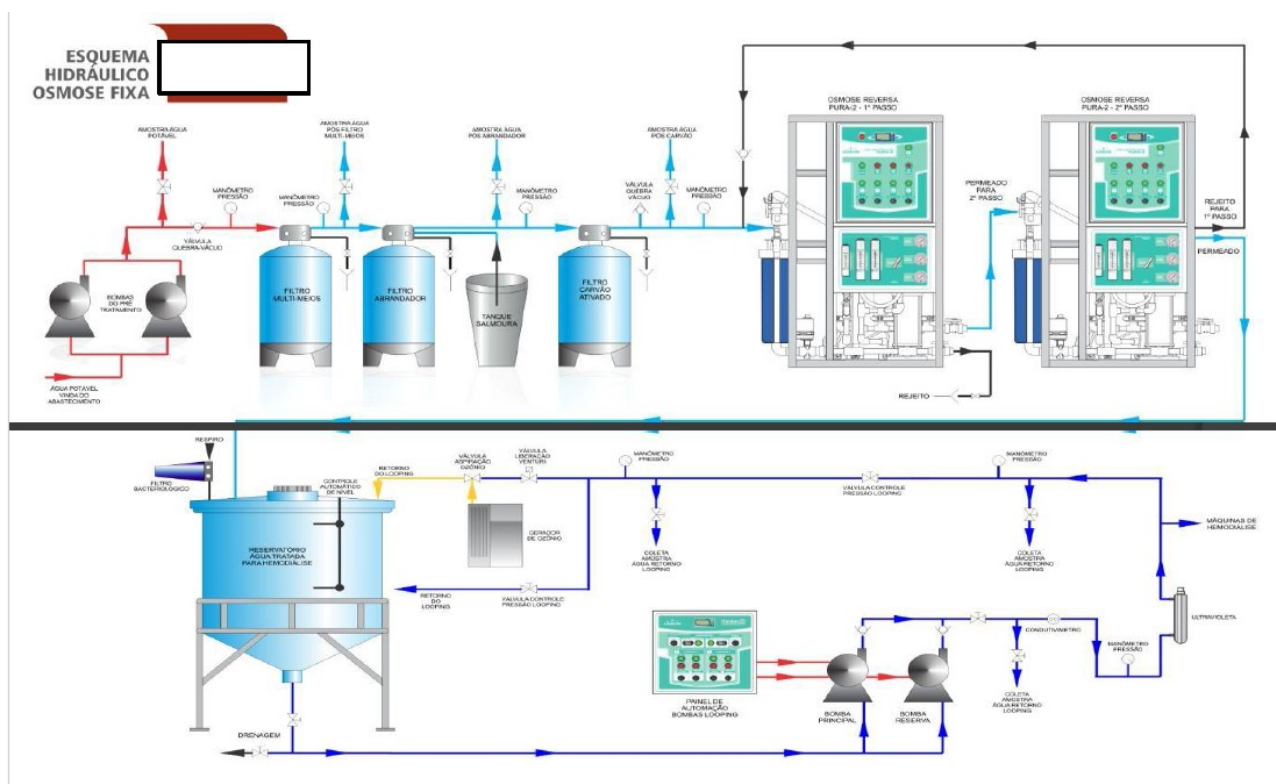 ESQUEMA
HIDRÁULICO
OSMOSE FIXA
OSMOSE REVERSA
PURA-2 - 1º PASSO
OSMOSE REVERSA
PURA-2 - 2º PASSO
AMOSTRA ÁGUA
POTÁVEL
AMOSTRA ÁGUA
PÓS FILTRO
MULTI-MEIOS
AMOSTRA ÁGUA
PÓS ABRANDADOR
AMOSTRA ÁGUA
PÓS CARVÃO
MANÔMETRO
PRESSÃO
MANÔMETRO
PRESSÃO
MANÔMETRO
PRESSÃO
VÁLVULA
QUEBRA
VÁCUO
MANÔMETRO
PRESSÃO
PERMEADO
PARA
2º PASSO
REJEITO PARA
1º PASSO
PERMEADO
VÁLVULA
QUEBRA-VÁCUO
BOMBAS
DO PRÉ
TRATAMENTO
FILTRO
MULTI-MEIOS
FILTRO
ABRANDADOR
TANQUE
SALMOURA
FILTRO
CARVÃO
ATIVADO
ÁGUA POTÁVEL
VINDA DO
ABASTECIMENTO
REJEITO
RESPIRO
FILTRO
BACTERIOLÓGICO
CONTROLE
AUTOMÁTICO
DE NÍVEL
RETORNO
DO LOOPING
VÁLVULA
ASPIRAÇÃO
OZÔNIO
VÁLVULA
LIBERAÇÃO
VENTURI
MANÔMETRO
PRESSÃO
MANÔMETRO
PRESSÃO
VÁLVULA CONTROLE
PRESSÃO LOOPING
MÁQUINAS DE
HEMODIÁLISE
RESERVATÓRIO
ÁGUA TRATADA
PARA HEMODIÁLISE
GERADOR
DE
OZÔNIO
COLETA
AMOSTRA
ÁGUA RETORNO
LOOPING
COLETA
AMOSTRA
ÁGUA RETORNO
LOOPING
RETORNO
DO
LOOPING
VÁLVULA CONTROLE
PRESSÃO LOOPING
ULTRAVIOLETA
CONDUTIVIMETRO
MANÔMETRO
PRESSÃO
COLETA
AMOSTRA
ÁGUA RETORNO
LOOPING
PAINEL DE
AUTOMAÇÃO
BOMBAS LOOPING
BOMBA
PRINCIPAL
BOMBA
RESERVA
DRENAGEM